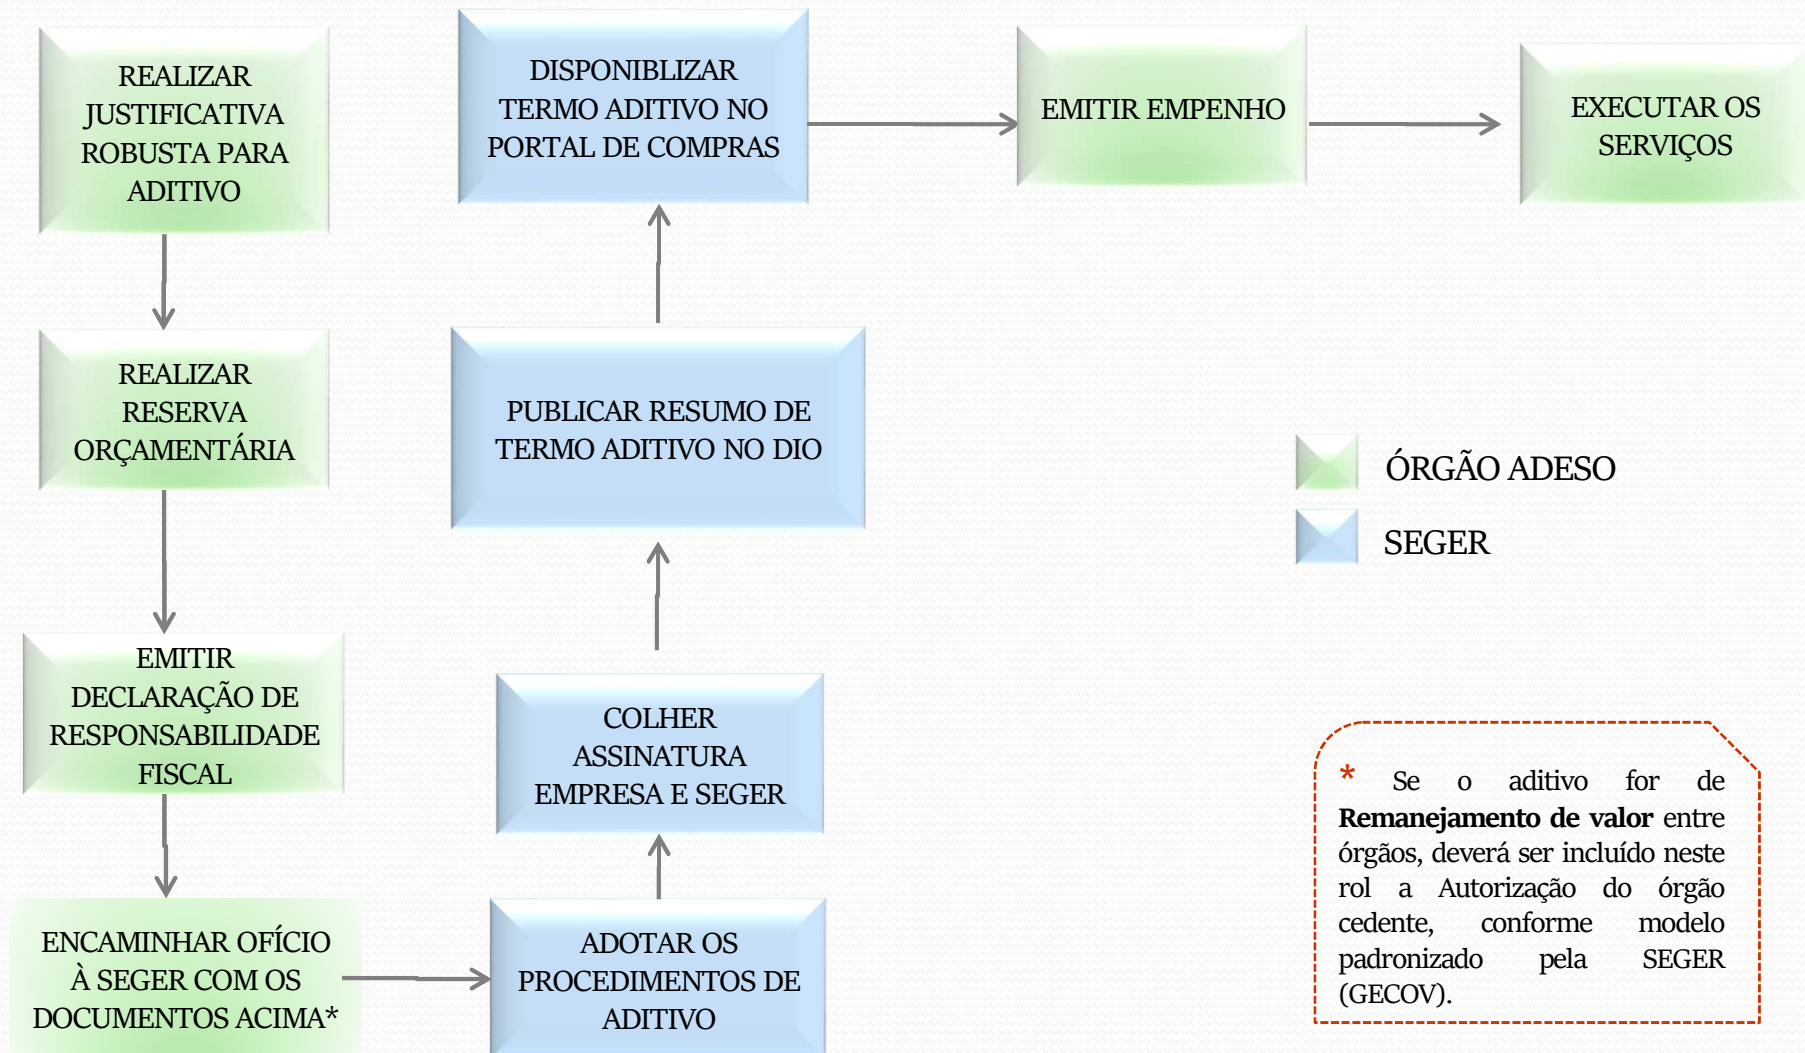 REALIZAR
JUSTIFICATIVA
ROBUSTA PARA
ADITIVO
REALIZAR
RESERVA
ORÇAMENTÁRIA
EMITIR
DECLARAÇÃO DE
RESPONSABILIDADE
FISCAL
ENCAMINHAR OFÍCIO
À SEGER COM OS
DOCUMENTOS ACIMA*
ADOTAR OS
PROCEDIMENTOS DE
ADITIVO
COLHER
ASSINATURA
EMPRESA E SEGER
PUBLICAR RESUMO DE
TERMO ADITIVO NO DIO
DISPONIBLIZAR
TERMO ADITIVO NO
PORTAL DE COMPRAS
EMITIR EMPENHO
EXECUTAR OS
SERVIÇOS
ÓRGÃO ADESO
SEGER
* Se o aditivo for de
Remanejamento de valor entre
órgãos, deverá ser incluído neste
rol a Autorização do órgão
cedente, conforme modelo
padronizado pela SEGER
(GECOV).